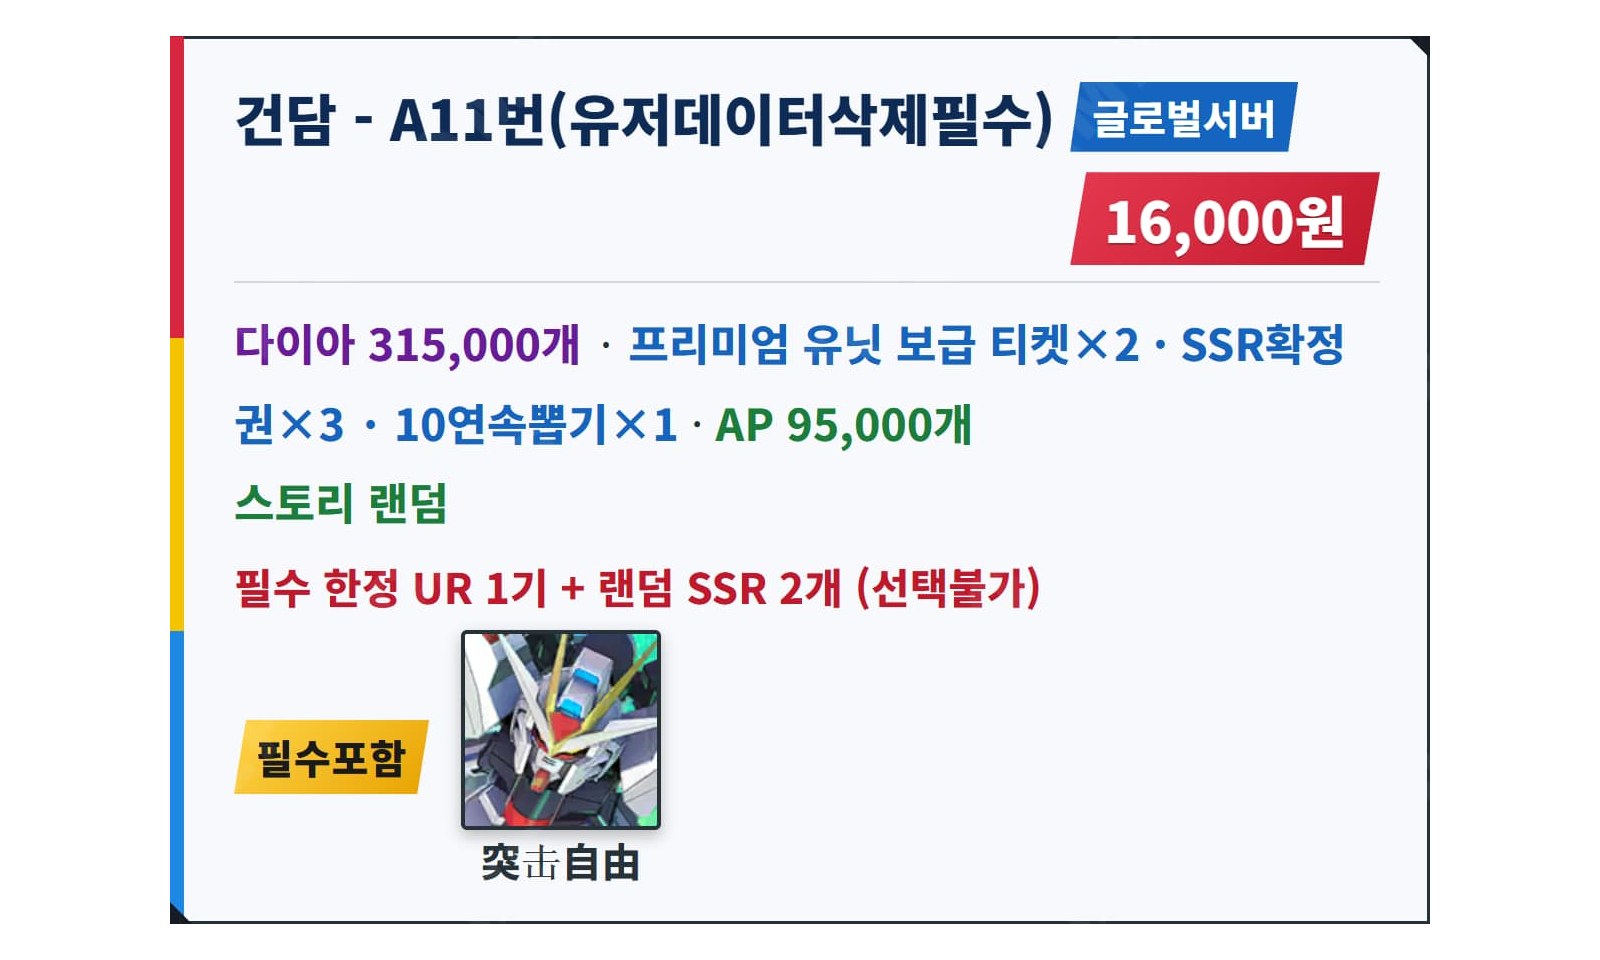 건담 - A11번(유저데이터삭제필수) 글로벌서버
16,000원
다이아 315,000개 · 프리미엄 유닛 보급 티켓×2 · SSR확정
권×3 · 10연속뽑기×1 · AP 95,000개
스토리 랜덤
필수 한정 UR 1기 + 랜덤 SSR 2개 (선택불가)
필수포함
突击自由